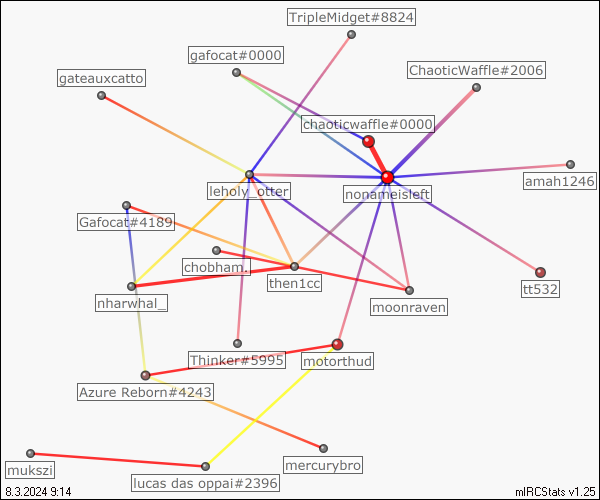 TripleMidget#8824
gafocat#0000
ChaoticWaffle#2006
gateauxcatto
chaoticwaffle#0000
amah1246
leholy_otter
nonameisleft
Gafocat#4189
chobham.
then1cc
tt532
nharwhal_
moonraven
Thinker#5995
motorthud
Azure Reborn#4243
mukszi
mercurybro
lucas das oppai#2396
8.3.2024 9:14
mIRCStats v1.25